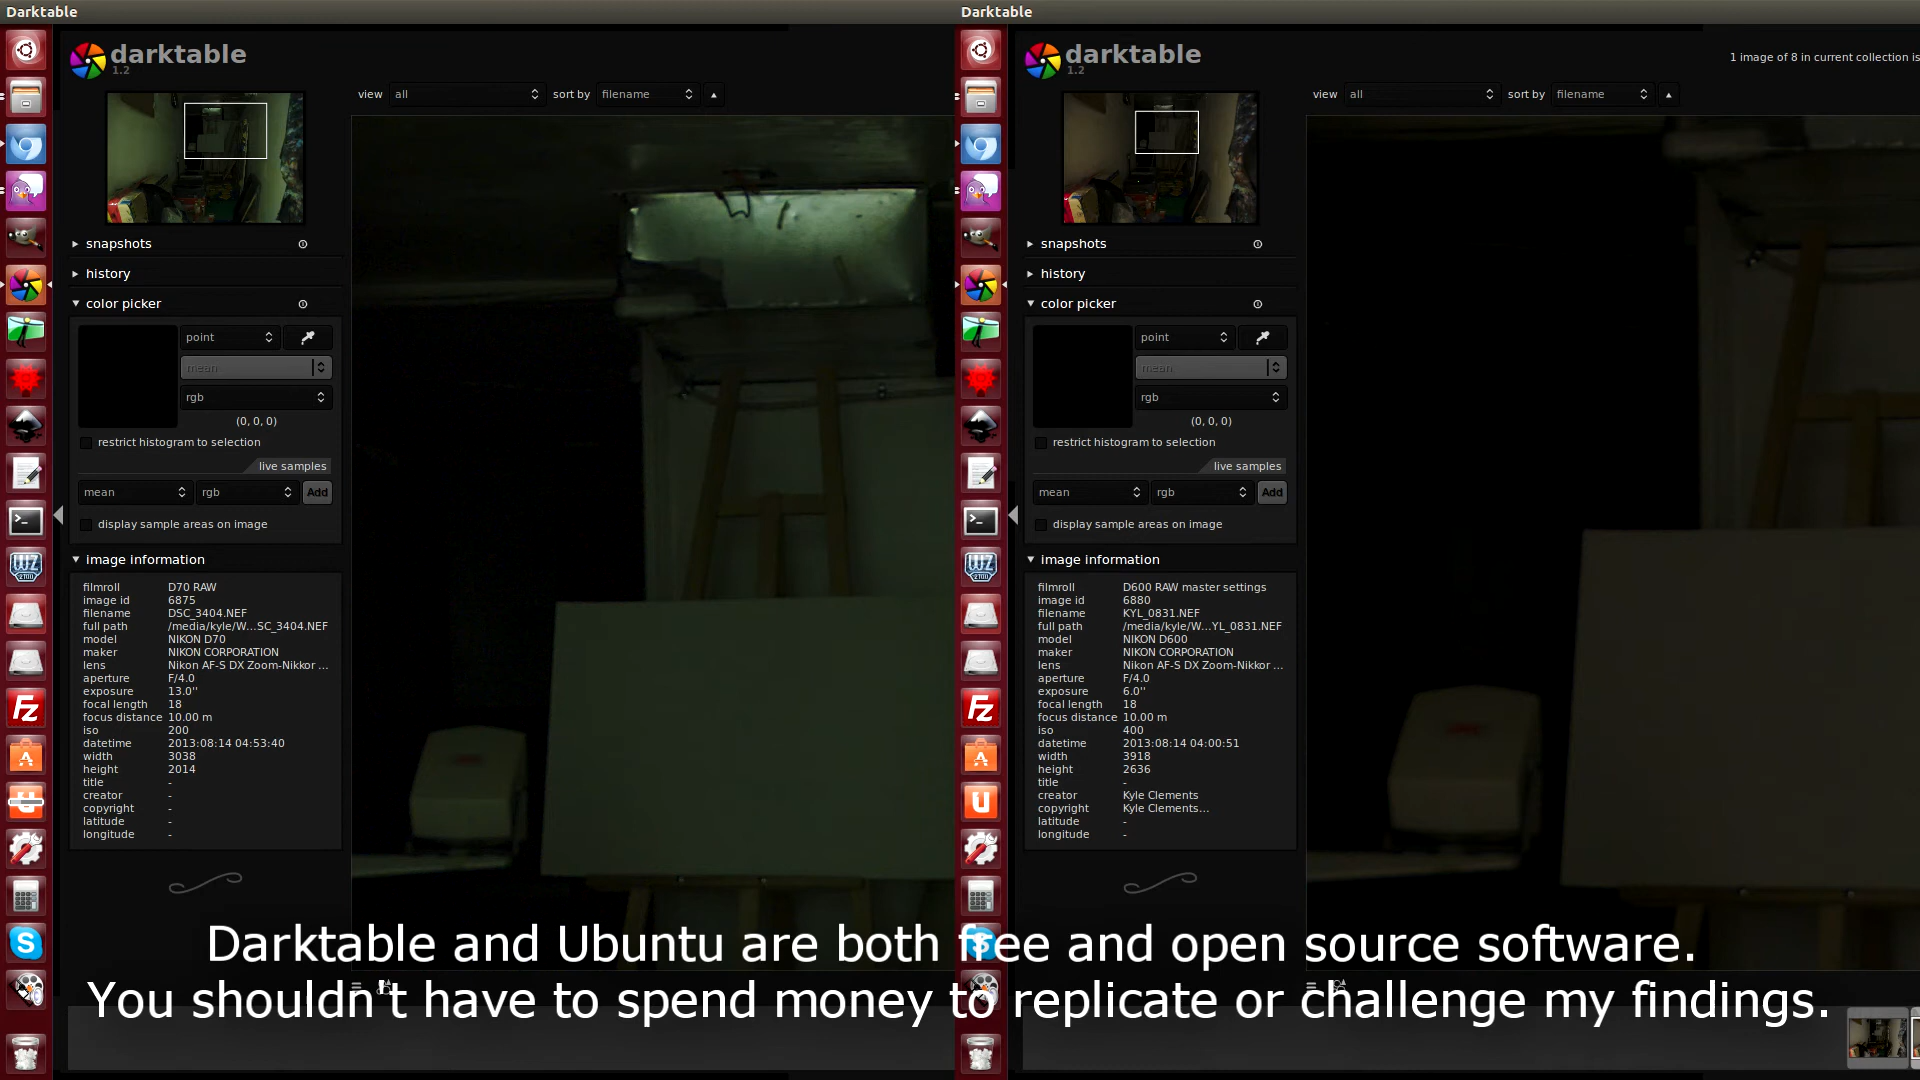 Darktable
darktable
1.2
view all sort by filename
snapshots
history
color picker
point
mean
rgb
(0, 0, 0)
restrict histogram to selection
live samples
mean rgb Add
display sample areas on image
image information
filmroll D70 RAW
image id 6875
filename DSC_3404.NEF
full path /media/kyle/W...SC_3404.NEF
model NIKON D70
maker NIKON CORPORATION
lens Nikon AF-S DX Zoom-Nikkor ...
aperture F/4.0
exposure 13.0''
focal length 18
focus distance 10.00 m
iso 200
datetime 2013:08:14 04:53:40
width 3038
height 2014
title -
creator -
copyright -
latitude -
longitude -
Darktable
darktable
1.2
1 image of 8 in current collection is
view all sort by filename
snapshots
history
color picker
point
mean
rgb
(0, 0, 0)
restrict histogram to selection
live samples
mean rgb Add
display sample areas on image
image information
filmroll D600 RAW master settings
image id 6880
filename KYL_0831.NEF
full path /media/kyle/W...YL_0831.NEF
model NIKON D600
maker NIKON CORPORATION
lens Nikon AF-S DX Zoom-Nikkor ...
aperture F/4.0
exposure 6.0''
focal length 18
focus distance 10.00 m
iso 400
datetime 2013:08:14 04:00:51
width 3918
height 2636
title -
creator Kyle Clements
copyright Kyle Clements...
latitude -
longitude -
Darktable and Ubuntu are both free and open source software.
You shouldn't have to spend money to replicate or challenge my findings.